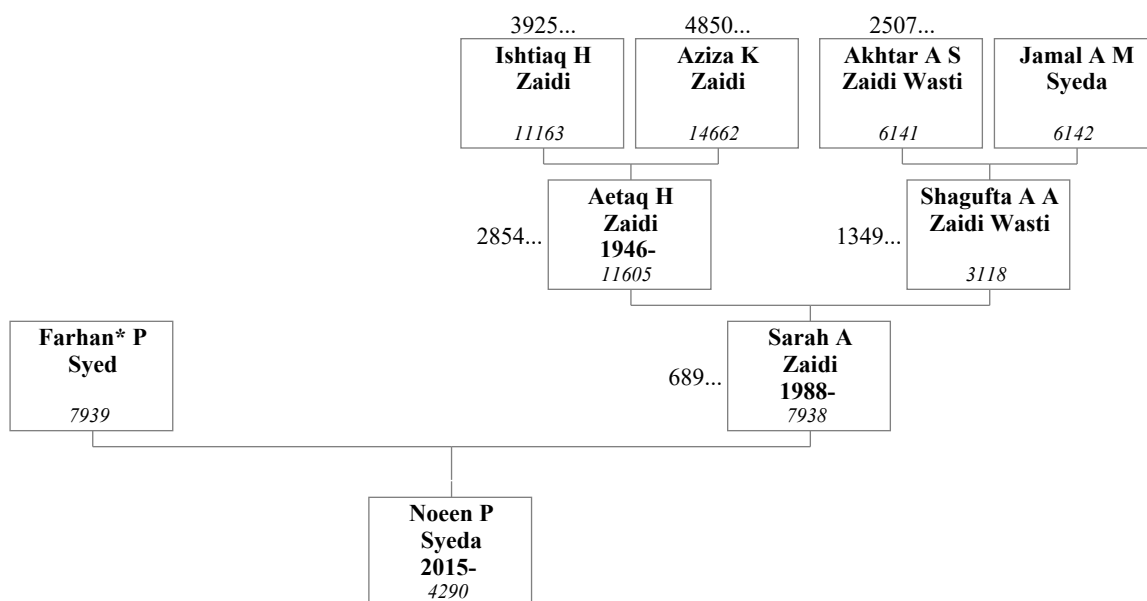 3925...
4850...
2507...
Ishtiaq H
Zaidi
11163
Aziza K
Zaidi
14662
Akhtar A S
Zaidi Wasti
6141
Jamal A M
Syeda
6142
2854...
Aetaq H
Zaidi
1946-
11605
1349...
Shagufta A A
Zaidi Wasti
3118
Farhan* P
Syed
7939
689...
Sarah A
Zaidi
1988-
7938
Noeen P
Syeda
2015-
4290